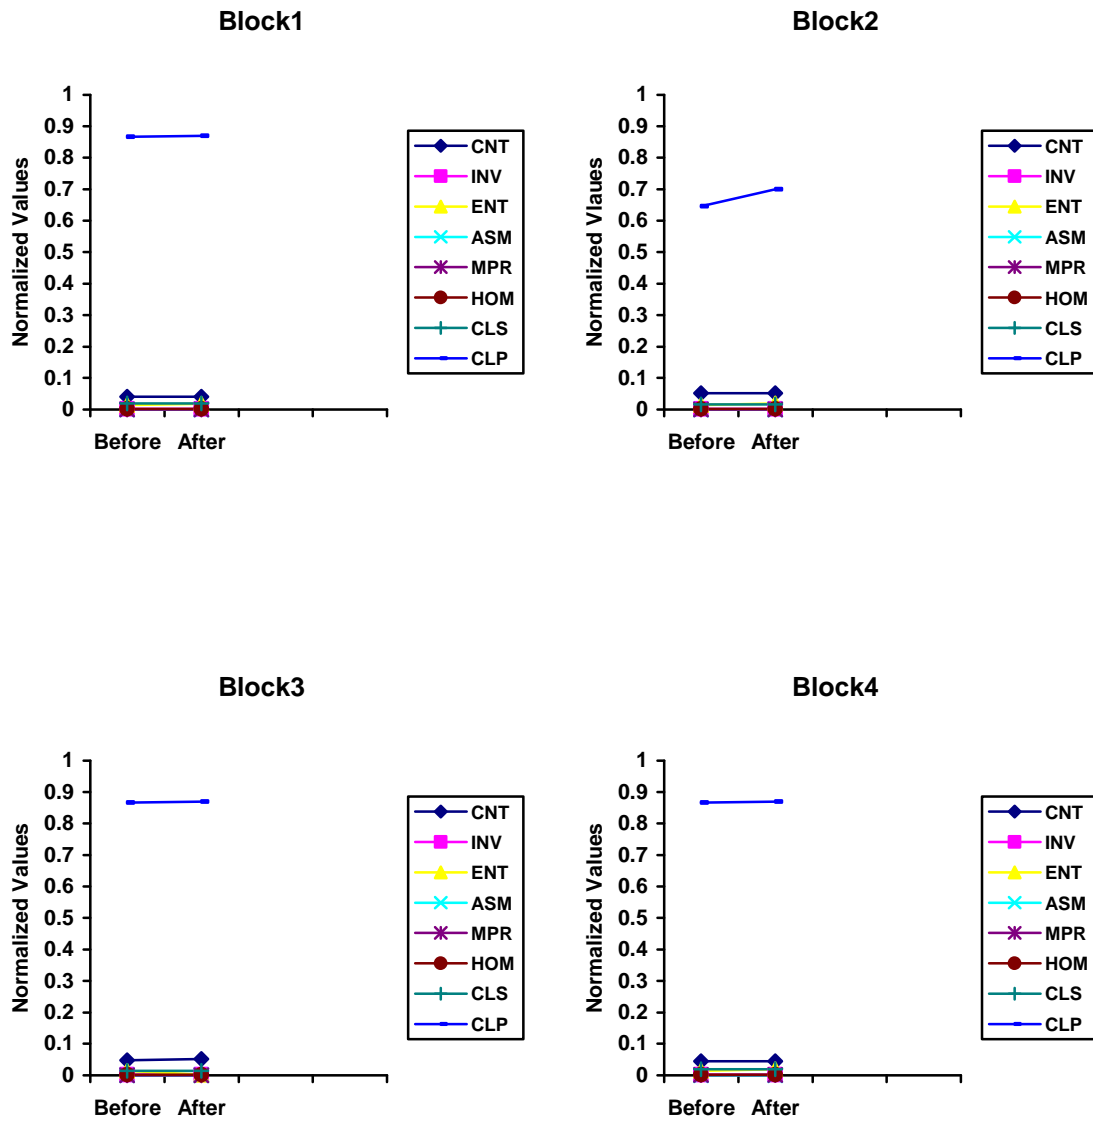 Block1
Normalized Values
1
0.9
0.8
0.7
0.6
0.5
0.4
0.3
0.2
0.1
0
Before After
CNT
INV
ENT
ASM
MPR
HOM
CLS
CLP
Block2
Normalized Vlaues
1
0.9
0.8
0.7
0.6
0.5
0.4
0.3
0.2
0.1
0
Before After
CNT
INV
ENT
ASM
MPR
HOM
CLS
CLP
Block3
Normalized Values
1
0.9
0.8
0.7
0.6
0.5
0.4
0.3
0.2
0.1
0
Before After
CNT
INV
ENT
ASM
MPR
HOM
CLS
CLP
Block4
Normalized Values
1
0.9
0.8
0.7
0.6
0.5
0.4
0.3
0.2
0.1
0
Before After
CNT
INV
ENT
ASM
MPR
HOM
CLS
CLP